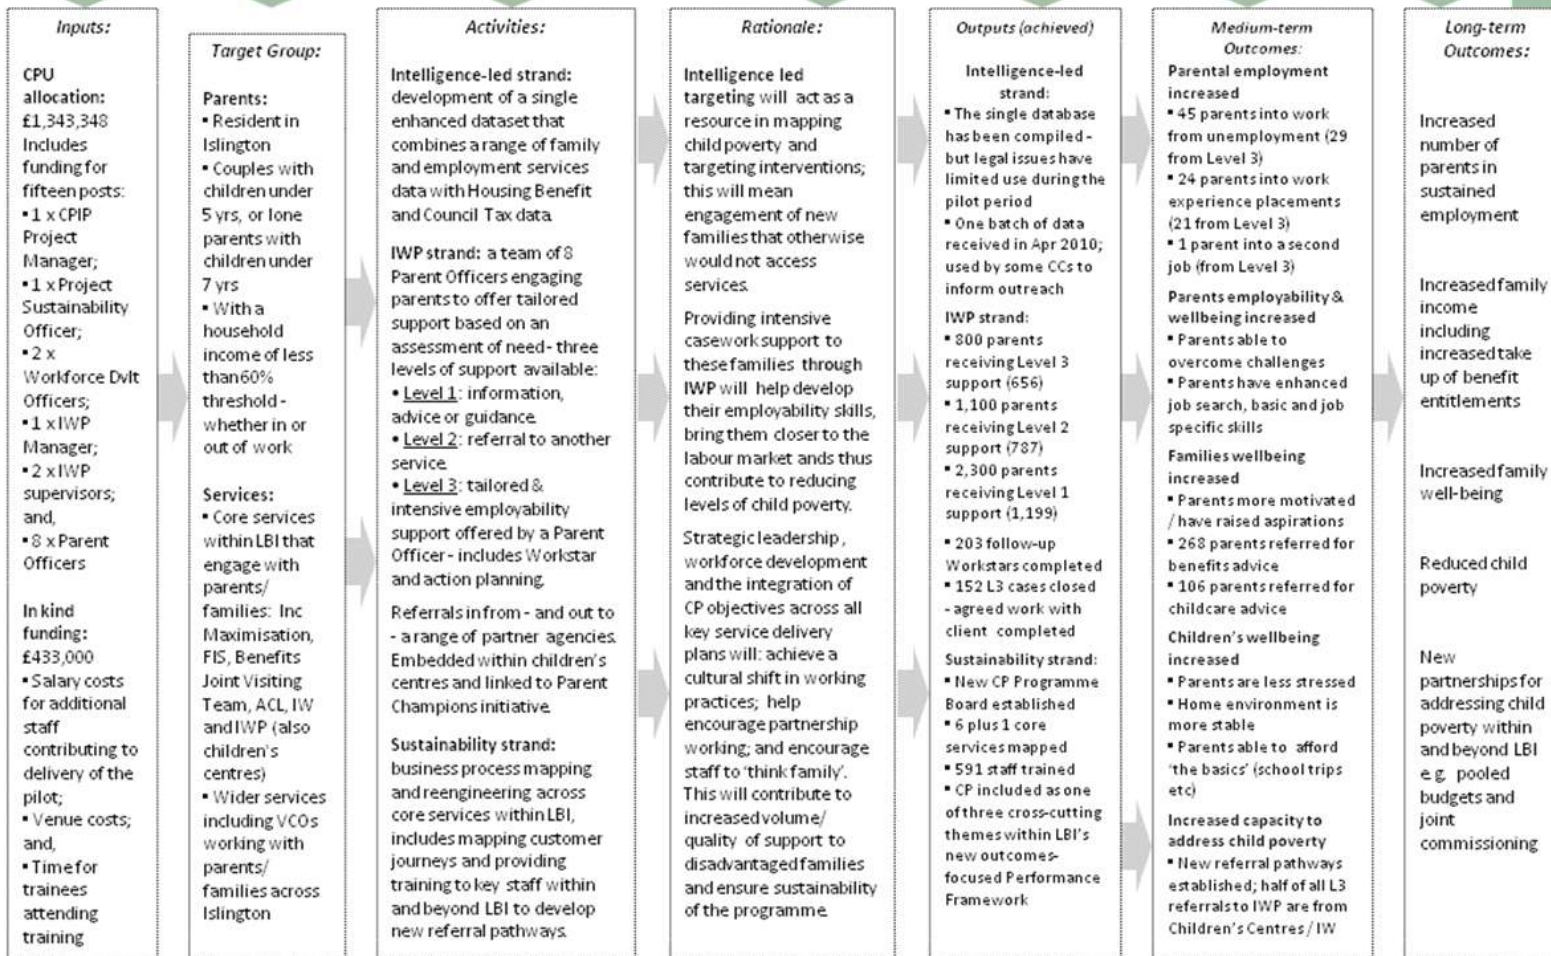 Inputs:
CPU
allocation:
£1,343,348
Includes
funding for
fifteen posts:
▪ 1 x CPIP
Project
Manager;
▪ 1 x Project
Sustainability
Officer;
▪ 2 x
Workforce Dvlt
Officers;
▪ 1 x IWP
Manager;
▪ 2 x IWP
supervisors;
and,
▪ 8 x Parent
Officers
In kind
funding:
£433,000
▪ Salary costs
for additional
staff
contributing to
delivery of the
pilot;
▪ Venue costs;
and,
▪ Time for
trainees
attending
training
Target Group:
Parents:
▪ Resident in
Islington
▪ Couples with
children under
5 yrs, or lone
parents with
children under
7 yrs
▪ With a
household
income of less
than 60%
threshold -
whether in or
out of work
Services:
▪ Core services
within LBI that
engage with
parents/
families: Inc
Maximisation,
FIS, Benefits
Joint Visiting
Team, ACL, IW
and IWP (also
children's
centres)
▪ Wider services
including VCOs
working with
parents/
families across
Islington
Activities:
Intelligence-led strand:
development of a single
enhanced dataset that
combines a range of family
and employment services
data with Housing Benefit
and Council Tax data.
IWP strand: a team of 8
Parent Officers engaging
parents to offer tailored
support based on an
assessment of need - three
levels of support available:
• Level 1: information,
advice or guidance.
• Level 2: referral to another
service.
• Level 3: tailored &
intensive employability
support offered by a Parent
Officer - includes Workstar
and action planning.
Referrals in from - and out to
- a range of partner agencies.
Embedded within children's
centres and linked to Parent
Champions initiative.
Sustainability strand:
business process mapping
and reengineering across
core services within LBI,
includes mapping customer
journeys and providing
training to key staff within
and beyond LBI to develop
new referral pathways.
Rationale:
Intelligence led
targeting will act as a
resource in mapping
child poverty and
targeting interventions;
this will mean
engagement of new
families that otherwise
would not access
services.
Providing intensive
casework support to
these families through
IWP will help develop
their employability skills,
bring them closer to the
labour market ands thus
contribute to reducing
levels of child poverty.
Strategic leadership,
workforce development
and the integration of
CP objectives across all
key service delivery
plans will: achieve a
cultural shift in working
practices; help
encourage partnership
working; and encourage
staff to 'think family'.
This will contribute to
increased volume/
quality of support to
disadvantaged families
and ensure sustainability
of the programme.
Outputs (achieved)
Intelligence-led
strand:
▪ The single database
has been compiled -
but legal issues have
limited use during the
pilot period
▪ One batch of data
received in Apr 2010;
used by some CCs to
inform outreach
IWP strand:
▪ 800 parents
receiving Level 3
support (656)
▪ 1,100 parents
receiving Level 2
support (787)
▪ 2,300 parents
receiving Level 1
support (1,199)
▪ 203 follow-up
Workstars completed
▪ 152 L3 cases closed
- agreed work with
client completed
Sustainability strand:
▪ New CP Programme
Board established
▪ 6 plus 1 core
services mapped
▪ 591 staff trained
▪ CP included as one
of three cross-cutting
themes within LBI's
new outcomes-
focused Performance
Framework
Medium-term
Outcomes:
Parental employment
increased
▪ 45 parents into work
from unemployment (29
from Level 3)
▪ 24 parents into work
experience placements
(21 from Level 3)
▪ 1 parent into a second
job (from Level 3)
Parents employability &
wellbeing increased
▪ Parents able to
overcome challenges
▪ Parents have enhanced
job search, basic and job
specific skills
Families wellbeing
increased
▪ Parents more motivated
/ have raised aspirations
▪ 268 parents referred for
benefits advice
▪ 106 parents referred for
childcare advice
Children's wellbeing
increased
▪ Parents are less stressed
▪ Home environment is
more stable
▪ Parents able to afford
'the basics' (school trips
etc)
Increased capacity to
address child poverty
▪ New referral pathways
established; half of all L3
referrals to IWP are from
Children's Centres / IW
Long-term
Outcomes:
Increased
number of
parents in
sustained
employment
Increased family
income
including
increased take
up of benefit
entitlements
Increased family
well-being
Reduced child
poverty
New
partnerships for
addressing child
poverty within
and beyond LBI
e.g. pooled
budgets and
joint
commissioning